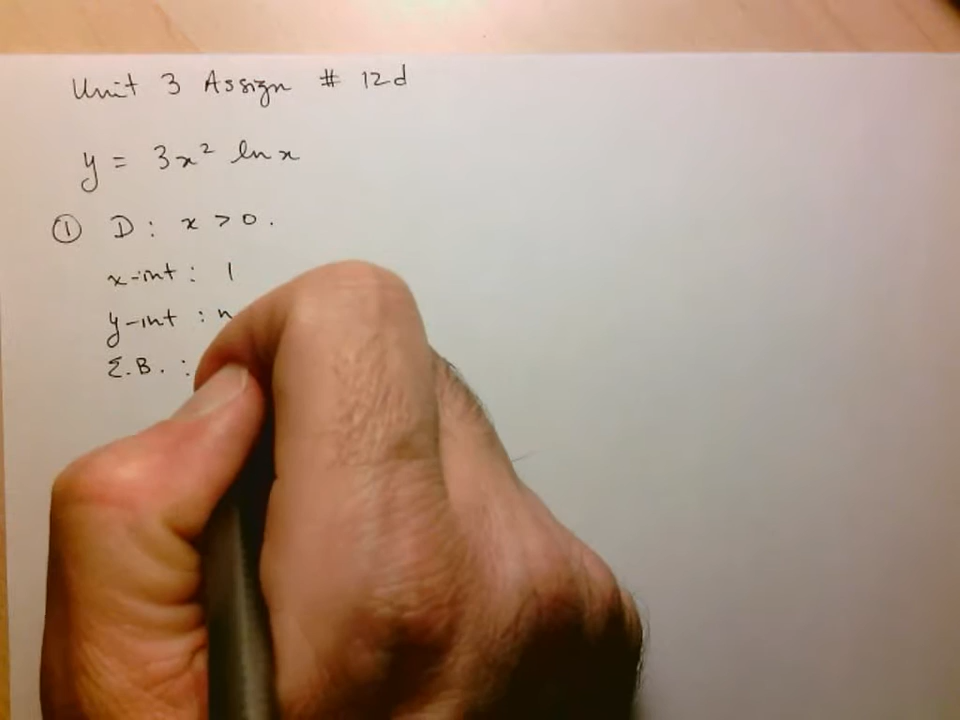 Unit 3 Assign # 12d
y = 3x² ln x
① D : x > 0 .
x-int : 1
y-int : n
E.B. :